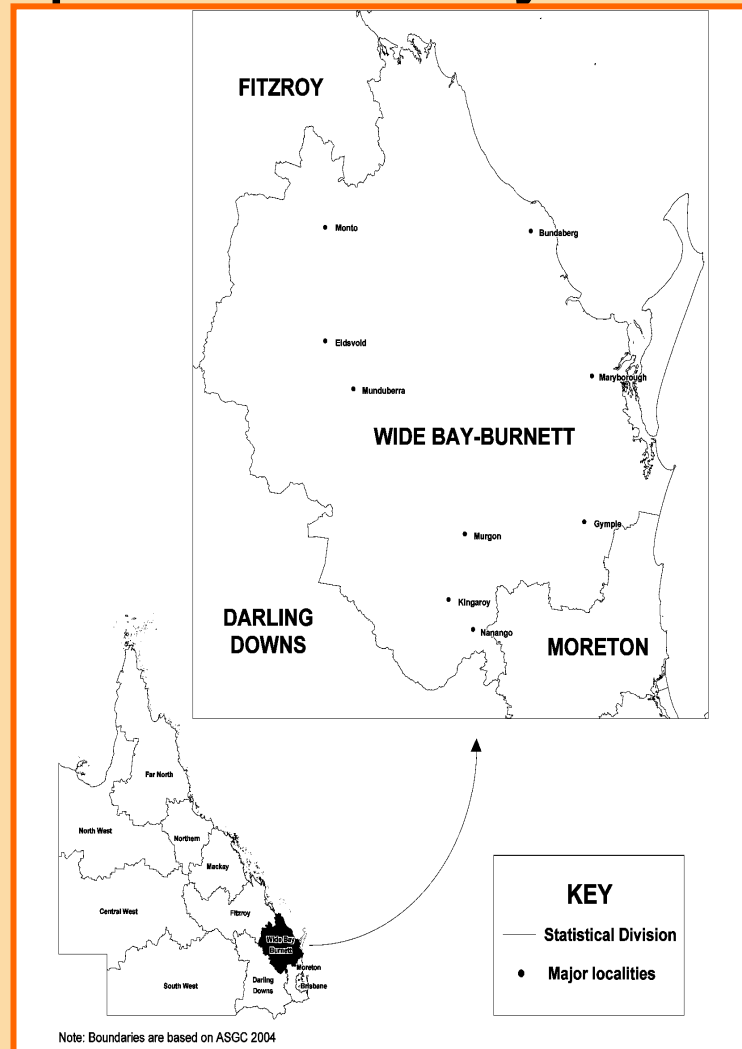 FITZROY
Monto
Bundaberg
Eidsvold
Munduberra
Maryborough
WIDE BAY-BURNETT
Gympie
Murgon
Kingaroy
Nanango
DARLING
DOWNS
MORETON
Far North
North West
Northern
Mackay
Central West
Fitzroy
Wide Bay
Burnett
Moreton
Brisbane
Darling
Downs
South West
KEY
Statistical Division
Major localities
Note: Boundaries are based on ASGC 2004